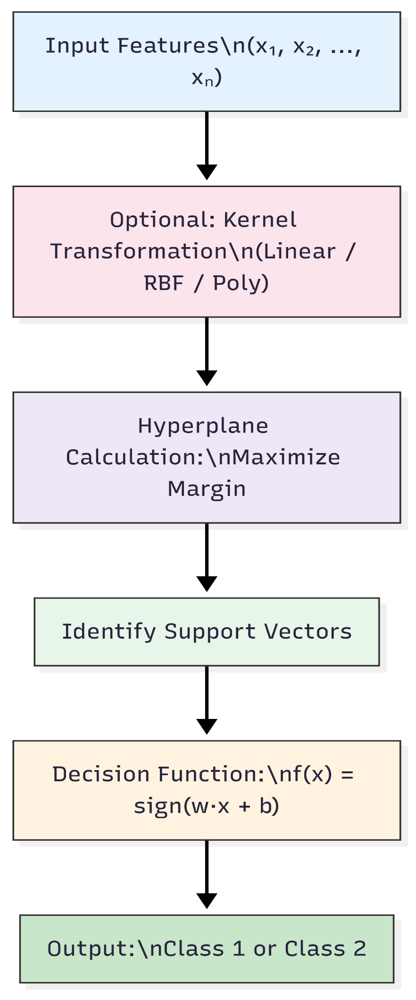 Input Features\n(x₁, x₂, ...,
xₙ)
Optional: Kernel
Transformation\n(Linear /
RBF / Poly)
Hyperplane
Calculation:\nMaximize
Margin
Identify Support Vectors
Decision Function:\nf(x) =
sign(w·x + b)
Output:\nClass 1 or Class 2